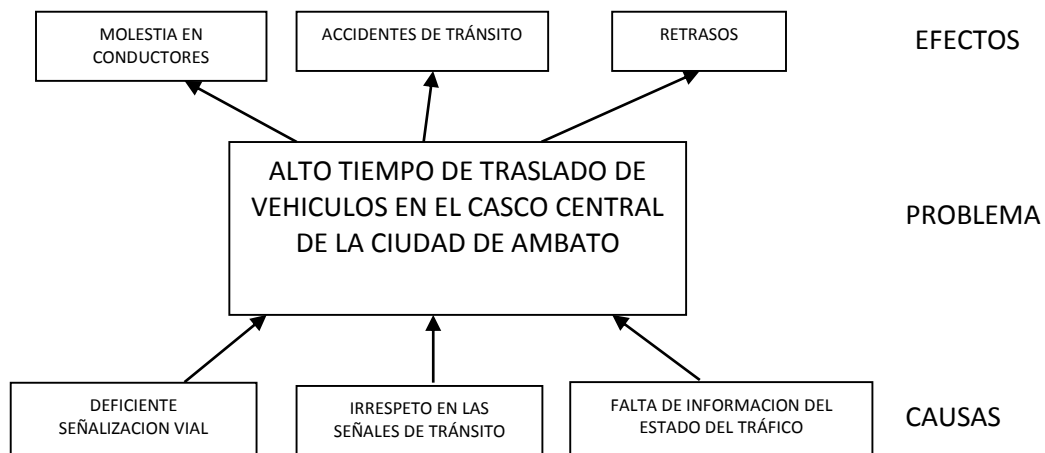 MOLESTIA EN
CONDUCTORES
ACCIDENTES DE TRÁNSITO
RETRASOS
EFECTOS
ALTO TIEMPO DE TRASLADO DE
VEHICULOS EN EL CASCO CENTRAL
DE LA CIUDAD DE AMBATO
PROBLEMA
DEFICIENTE
SEÑALIZACION VIAL
IRRESPETO EN LAS
SEÑALES DE TRÁNSITO
FALTA DE INFORMACION DEL
ESTADO DEL TRÁFICO
CAUSAS